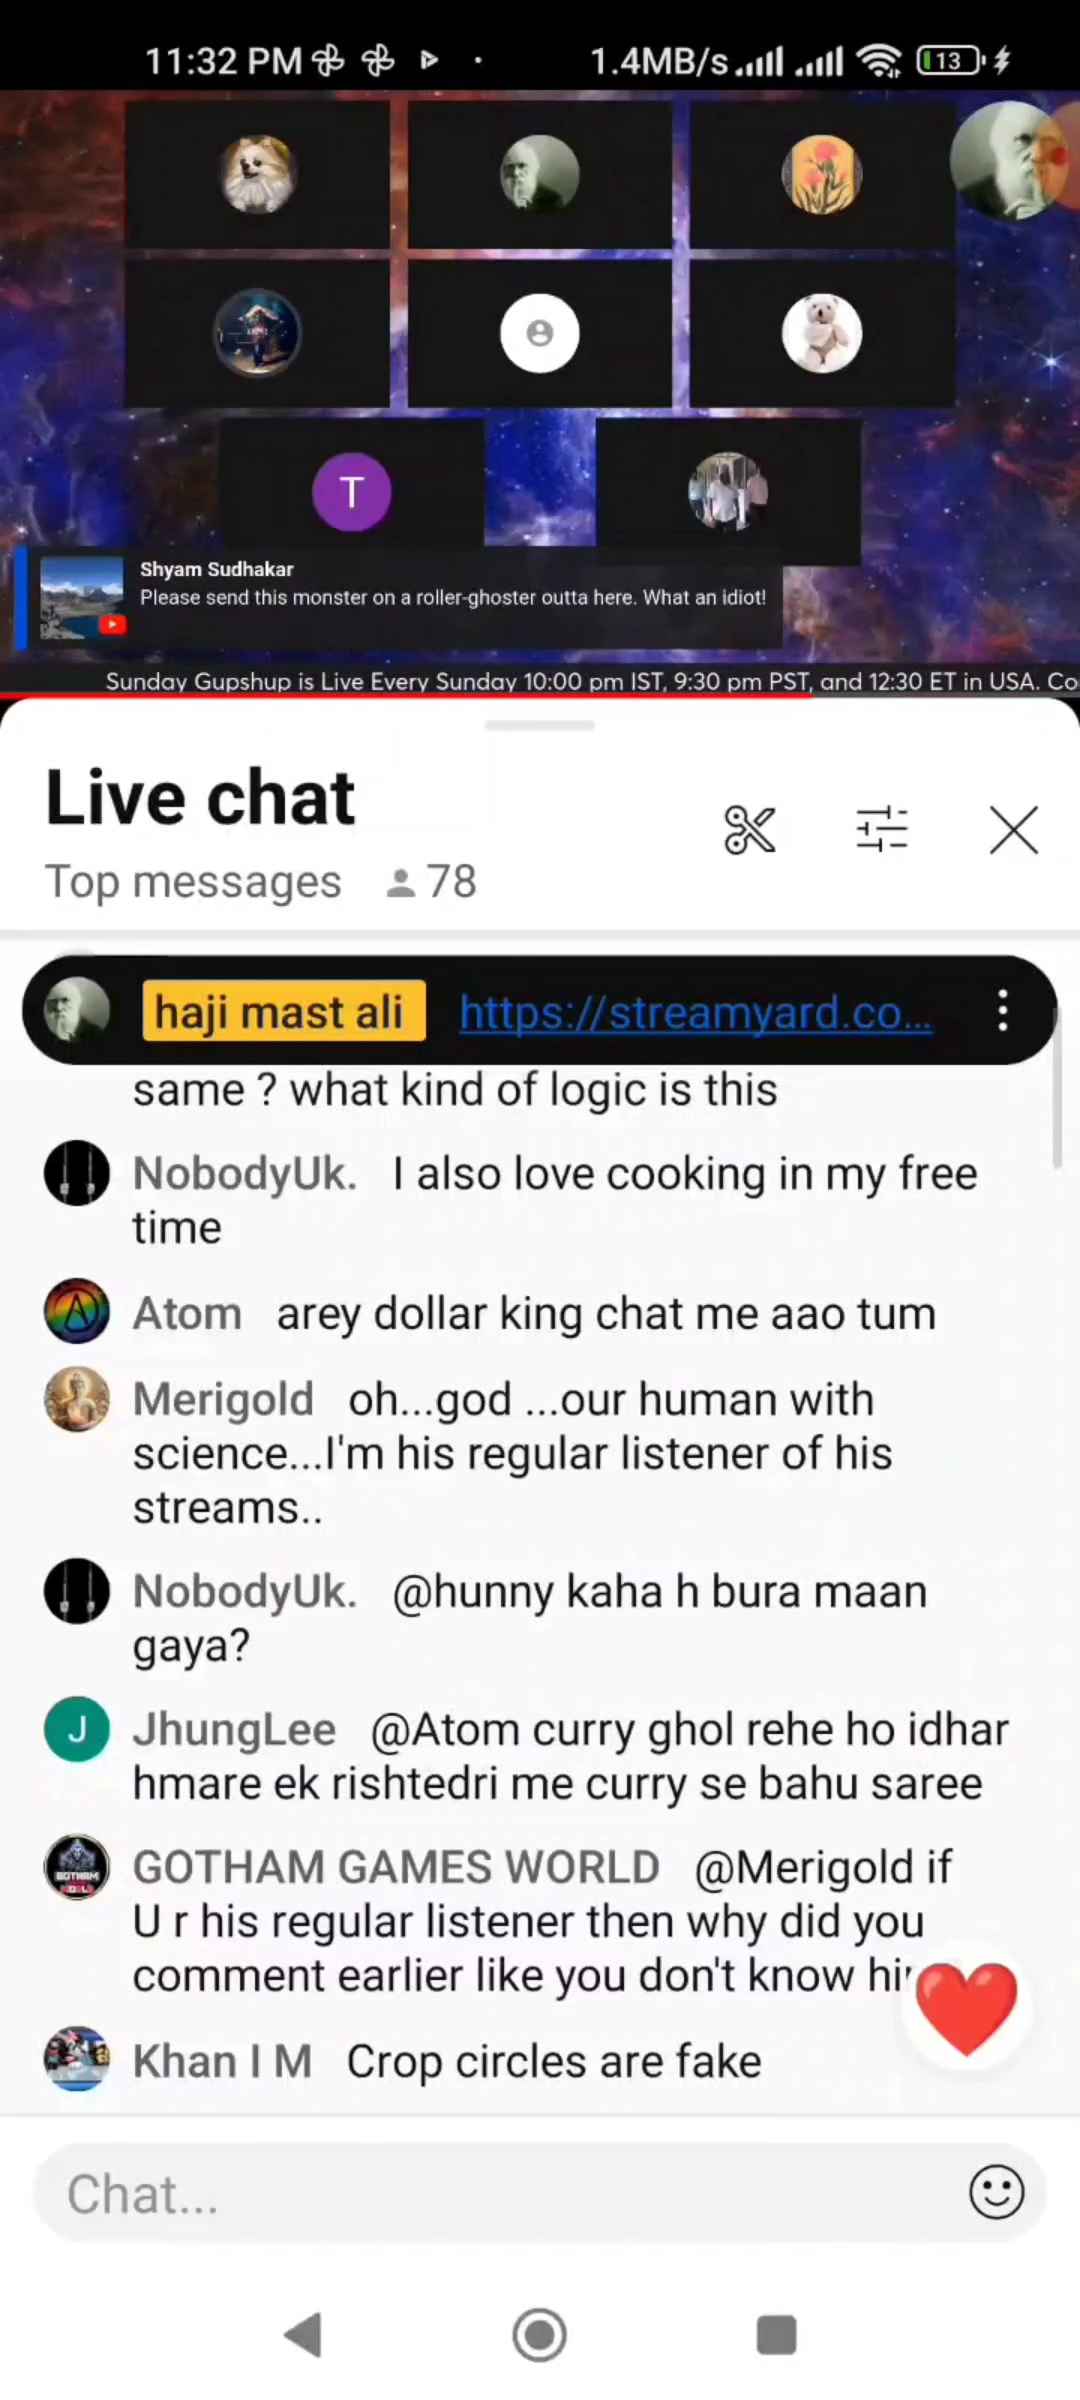 11:32 PM 1.4MB/s 13
T
Shyam Sudhakar
Please send this monster on a roller-ghoster outta here. What an idiot!
Sunday Gupshup is Live Every Sunday 10:00 pm IST, 9:30 pm PST, and 12:30 ET in USA. Co
Live chat
Top messages 78
haji mast ali https://streamyard.co...
same ? what kind of logic is this
NobodyUk. I also love cooking in my free
time
Atom arey dollar king chat me aao tum
Merigold oh...god ...our human with
science...I'm his regular listener of his
streams..
NobodyUk. @hunny kaha h bura maan
gaya?
J JhungLee @Atom curry ghol rehe ho idhar
hmare ek rishtedri me curry se bahu saree
GOTHAM GAMES WORLD @Merigold if
U r his regular listener then why did you
comment earlier like you don't know hi
Khan I M Crop circles are fake
Chat...